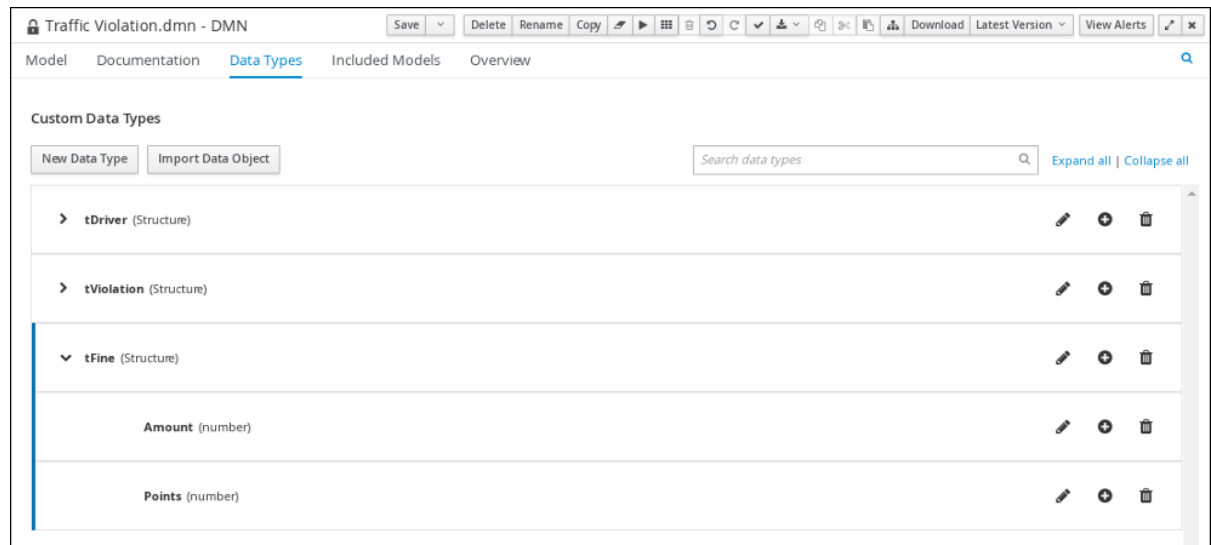 Traffic Violation.dmn - DMN Save Delete Rename Copy Download Latest Version View Alerts
Model Documentation Data Types Included Models Overview
Custom Data Types
New Data Type Import Data Object Search data types Expand all | Collapse all
tDriver (Structure)
tViolation (Structure)
tFine (Structure)
Amount (number)
Points (number)